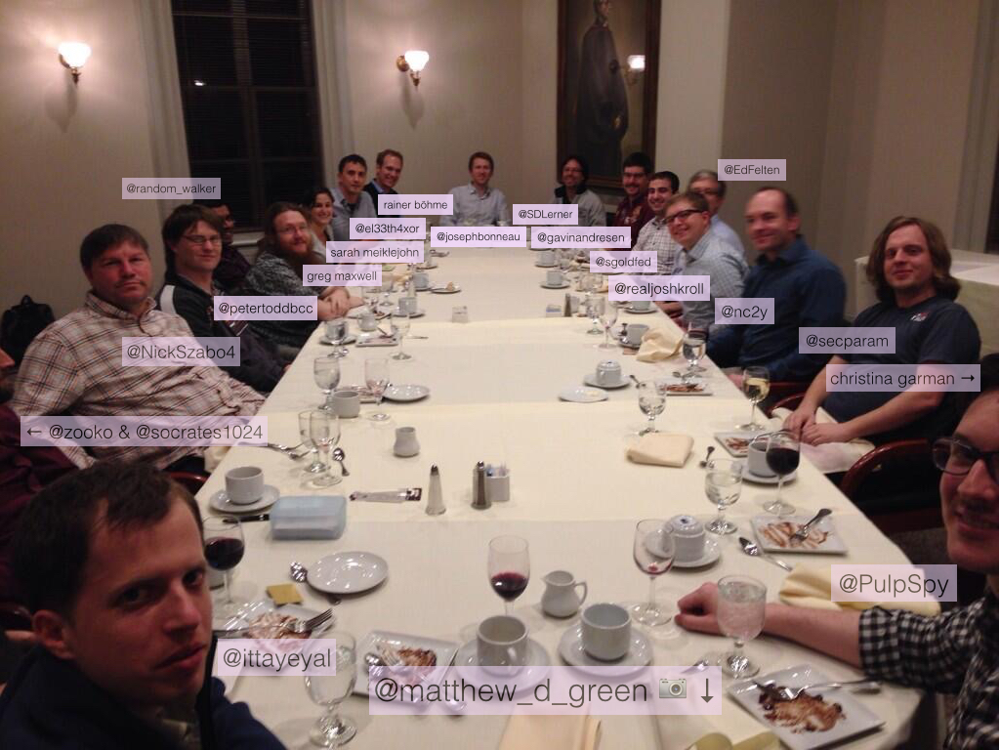 @EdFelten
@random_walker
rainer böhme
@SDLerner
@el33th4xor
@josephbonneau
@gavinandresen
sarah meiklejohn
@sgoldfed
greg maxwell
@realjoshkroll
@petertoddbcc
@nc2y
@secparam
@NickSzabo4
christina garman →
← @zooko & @socrates1024
@PulpSpy
@ittayeyal
@matthew_d_green 📷 ↓